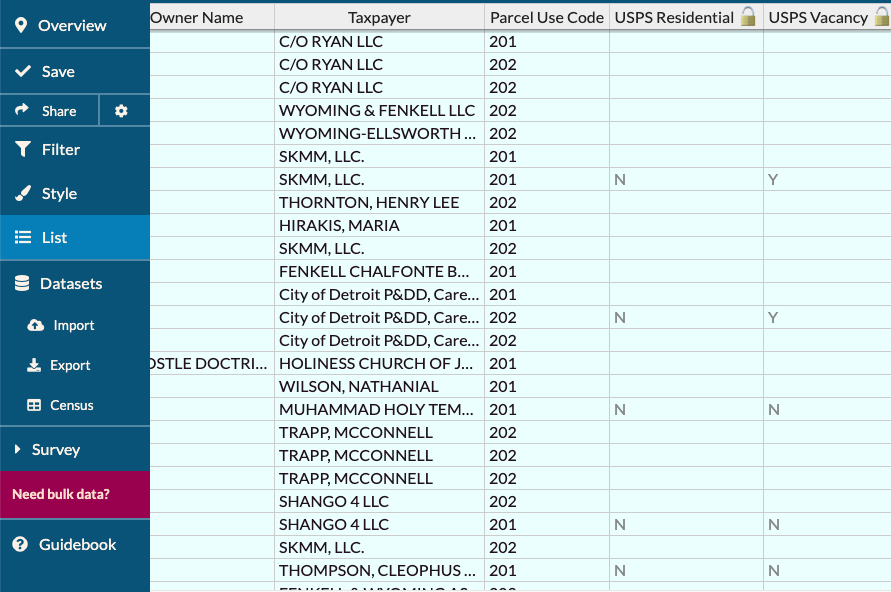 Overview
Save
Share
Filter
Style
List
Datasets
Import
Export
Census
Survey
Need bulk data?
Guidebook
Owner Name Taxpayer Parcel Use Code USPS Residential USPS Vacancy
C/O RYAN LLC 201
C/O RYAN LLC 202
C/O RYAN LLC 202
WYOMING & FENKELL LLC 202
WYOMING-ELLSWORTH ... 202
SKMM, LLC. 201
SKMM, LLC. 201 N Y
THORNTON, HENRY LEE 202
HIRAKIS, MARIA 201
SKMM, LLC. 202
FENKELL CHALFONTE B... 201
City of Detroit P&DD, Care... 201
City of Detroit P&DD, Care... 202 N Y
City of Detroit P&DD, Care... 202
OSTLE DOCTRI... HOLINESS CHURCH OF J... 201
WILSON, NATHANIAL 201
MUHAMMAD HOLY TEM... 201 N N
TRAPP, MCCONNELL 202
TRAPP, MCCONNELL 202
TRAPP, MCCONNELL 202
SHANGO 4 LLC 202
SHANGO 4 LLC 201 N N
SKMM, LLC. 202
THOMPSON, CLEOPHUS ... 201 N N